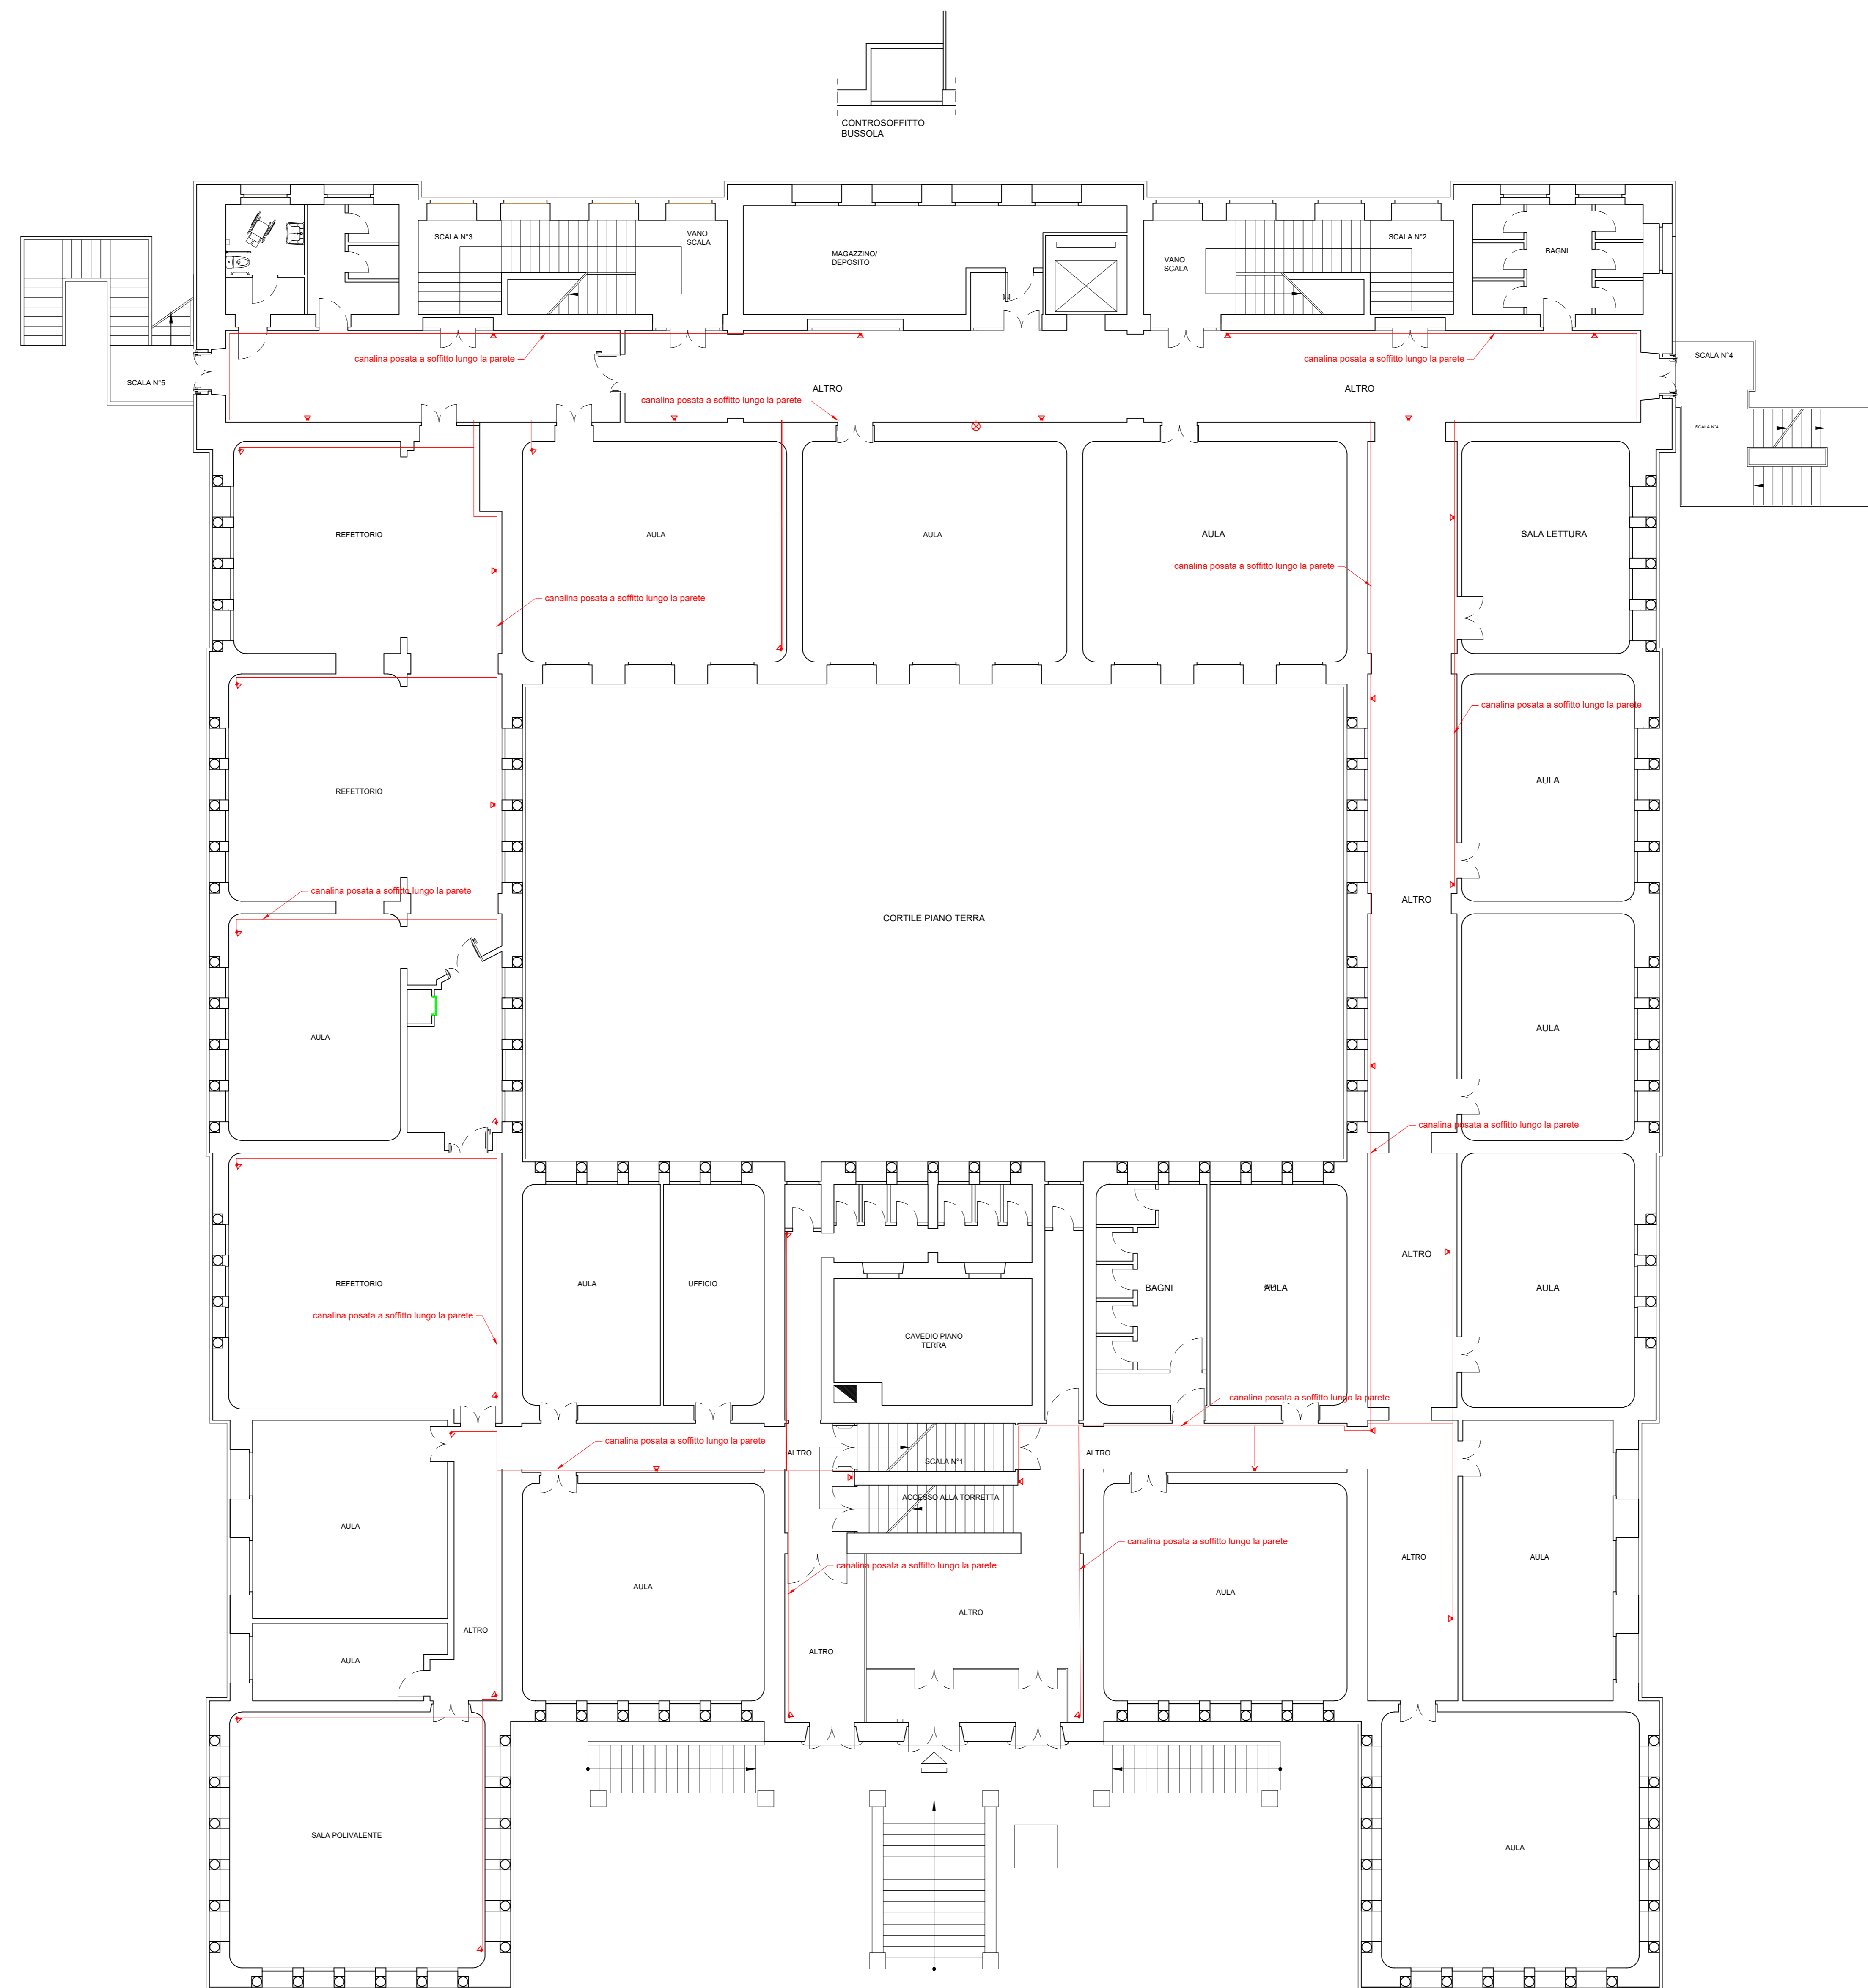 CONTROSOFFITTO
BUSSOLA
SCALA N°3
VANO
SCALA
MAGAZZINO/
DEPOSITO
VANO
SCALA
SCALA N°2
BAGNI
canalina posata a soffitto lungo la parete
canalina posata a soffitto lungo la parete
SCALA N°4
SCALA N°5
ALTRO
ALTRO
canalina posata a soffitto lungo la parete
SCALA N°4
REFETTORIO
AULA
AULA
AULA
SALA LETTURA
canalina posata a soffitto lungo la parete
canalina posata a soffitto lungo la parete
canalina posata a soffitto lungo la parete
REFETTORIO
AULA
canalina posata a soffitto lungo la parete
ALTRO
CORTILE PIANO TERRA
AULA
AULA
canalina posata a soffitto lungo la parete
ALTRO
REFETTORIO
AULA
UFFICIO
BAGNI
AULA
AULA
canalina posata a soffitto lungo la parete
CAVEDIO PIANO
TERRA
canalina posata a soffitto lungo la parete
canalina posata a soffitto lungo la parete
ALTRO
ALTRO
SCALA N°1
ACCESSO ALLA TORRETTA
AULA
canalina posata a soffitto lungo la parete
canalina posata a soffitto lungo la parete
ALTRO
AULA
AULA
AULA
ALTRO
ALTRO
ALTRO
AULA
SALA POLIVALENTE
AULA